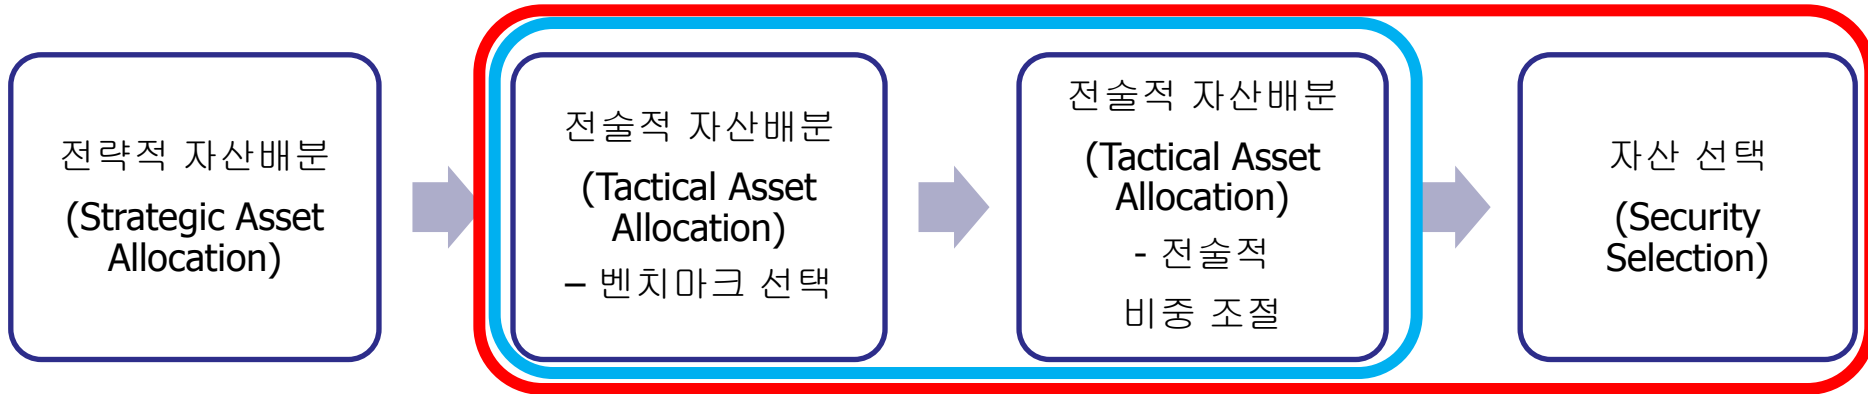 전략적 자산배분
(Strategic Asset
Allocation)
전술적 자산배분
(Tactical Asset
Allocation)
– 벤치마크 선택
전술적 자산배분
(Tactical Asset
Allocation)
- 전술적
비중 조절
자산 선택
(Security
Selection)